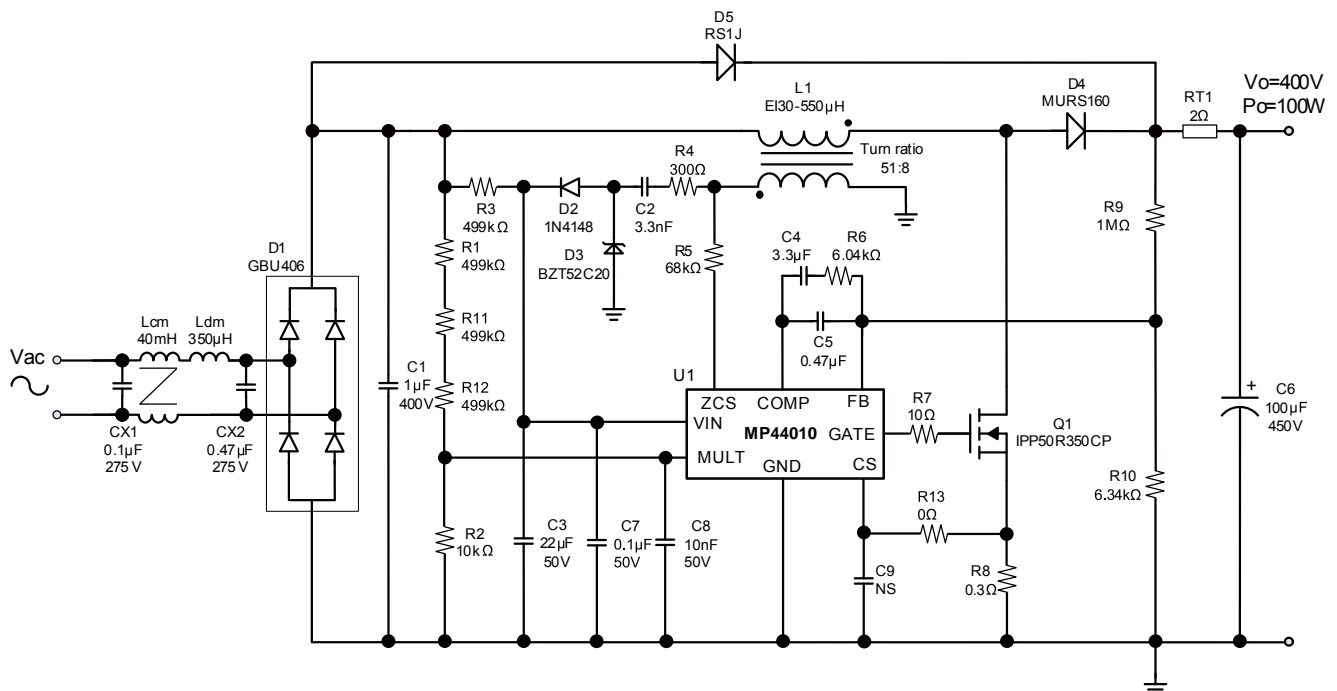 D5
RS1J
L1
EI30-550µH
D4
MURS160
Vo=400V
Po=100W
RT1
2Ω
Turn ratio
51:8
R4
300Ω
R3
499kΩ
D2
1N4148
C2
3.3nF
R9
1MΩ
D1
GBU406
R1
499kΩ
D3
BZT52C20
R5
68kΩ
C4
3.3µF
R6
6.04kΩ
Lcm
40mH
Ldm
350µH
R11
499kΩ
C5
0.47µF
Vac
C1
1µF
400V
R12
499kΩ
U1
ZCS
COMP
FB
VIN
MP44010
GATE
MULT
GND
CS
R7
10Ω
Q1
IPP50R350CP
C6
100µF
450V
+
CX1
0.1µF
275V
CX2
0.47µF
275V
R10
6.34kΩ
R13
0Ω
R2
10kΩ
C3
22µF
50V
C7
0.1µF
50V
C8
10nF
50V
C9
NS
R8
0.3Ω